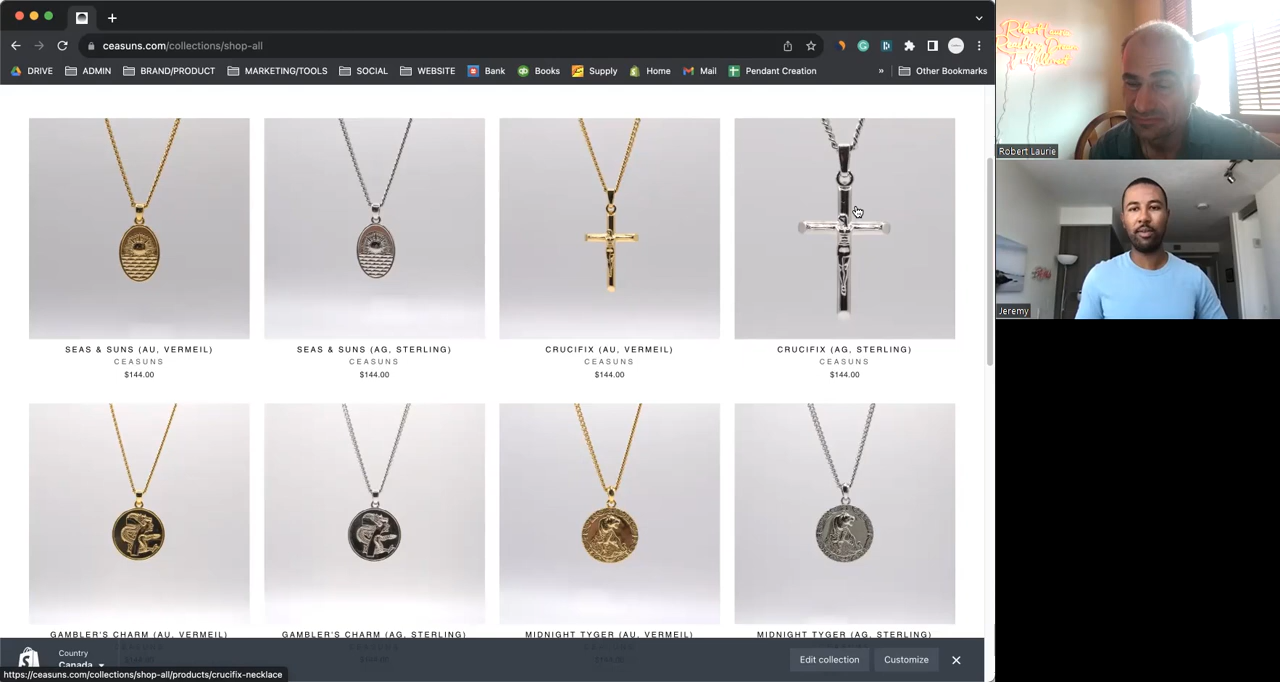 ceasuns.com/collections/shop-all
DRIVE ADMIN BRAND/PRODUCT MARKETING/TOOLS SOCIAL WEBSITE Bank Books Supply Home Mail Pendant Creation » Other Bookmarks
Robert Laurie
Jeremy
SEAS & SUNS (AU, VERMEIL) SEAS & SUNS (AG, STERLING) CRUCIFIX (AU, VERMEIL) CRUCIFIX (AG, STERLING)
CEASUNS CEASUNS CEASUNS CEASUNS
$144.00 $144.00 $144.00 $144.00
GAMBLER'S CHARM (AU, VERMEIL) GAMBLER'S CHARM (AG, STERLING) MIDNIGHT TYGER (AU, VERMEIL) MIDNIGHT TYGER (AG, STERLING)
Country
Canada
Edit collection Customize
https://ceasuns.com/collections/shop-all/products/crucifix-necklace